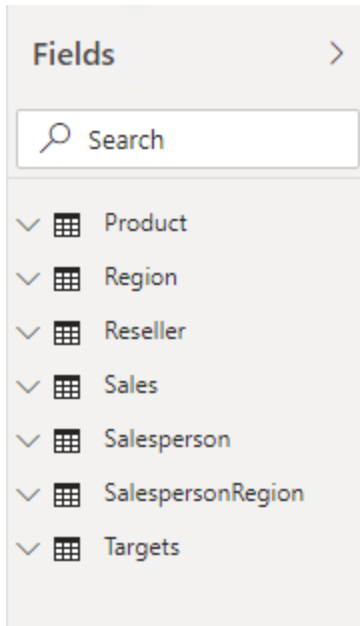 Fields
Search
Product
Region
Reseller
Sales
Salesperson
SalespersonRegion
Targets